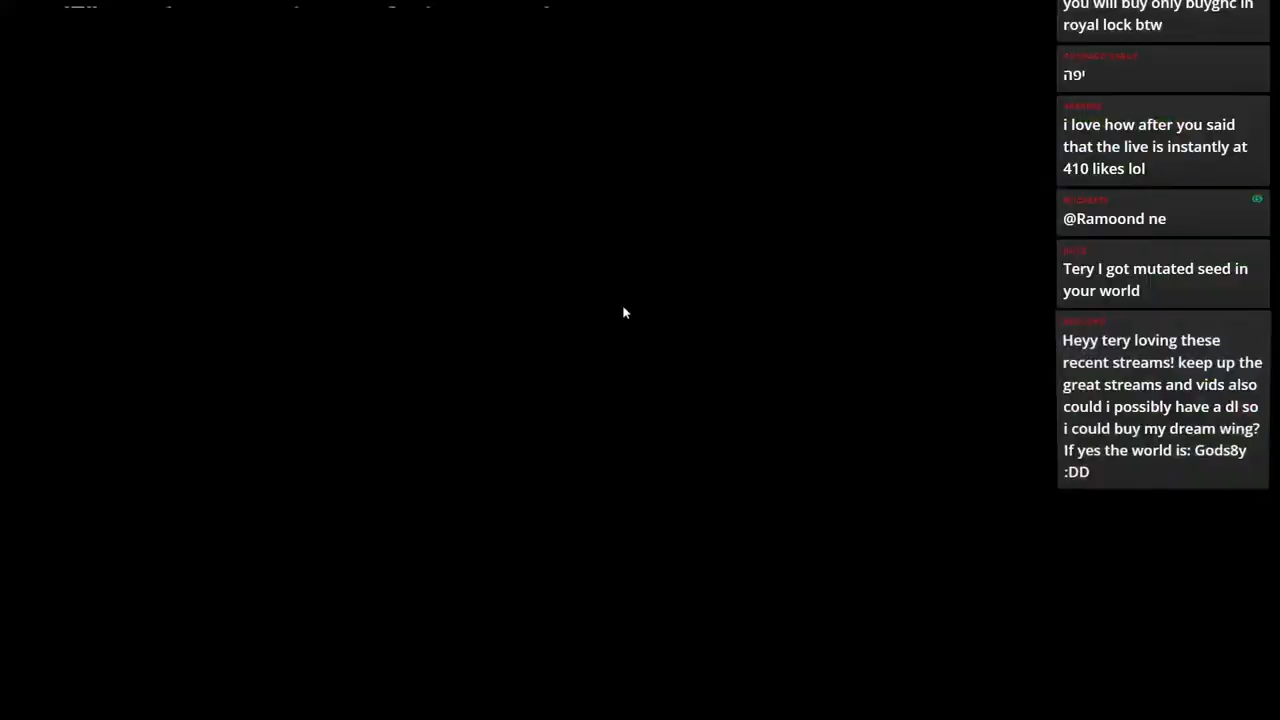 you will buy only buyghc in
royal lock btw
יפה
i love how after you said
that the live is instantly at
410 likes lol
@Ramoond ne
Tery I got mutated seed in
your world
Heyy tery loving these
recent streams! keep up the
great streams and vids also
could i possibly have a dl so
i could buy my dream wing?
If yes the world is: Gods8y
:DD